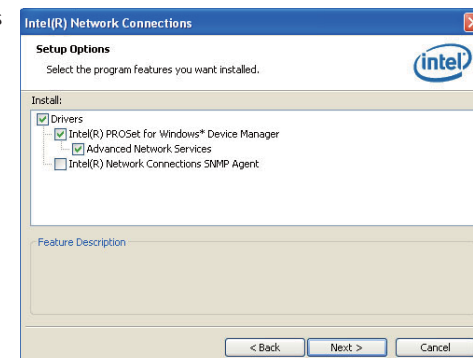 s
Intel(R) Network Connections
Setup Options
Select the program features you want installed.
intel
Install:
Drivers
Intel(R) PROSet for Windows* Device Manager
Advanced Network Services
Intel(R) Network Connections SNMP Agent
Feature Description
< Back Next > Cancel